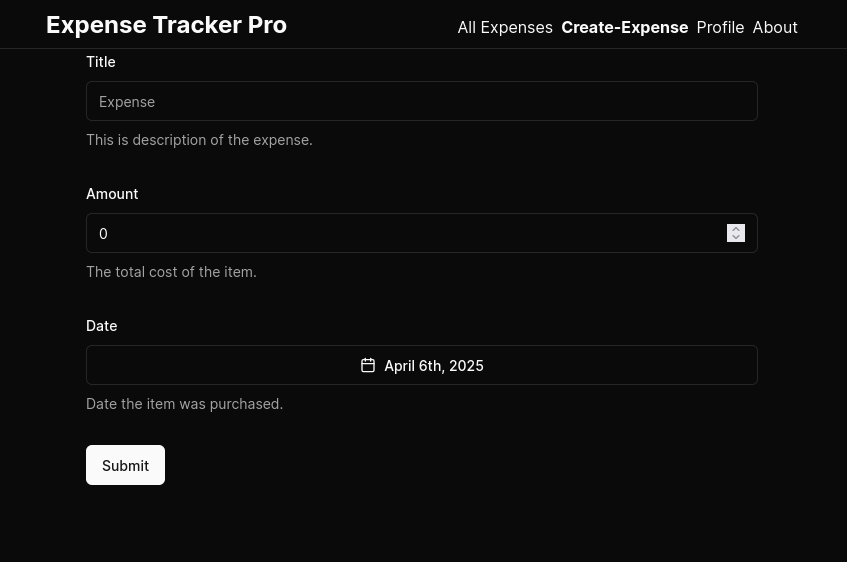 Expense Tracker Pro
All Expenses Create-Expense Profile About
Title
Expense
This is description of the expense.
Amount
0
The total cost of the item.
Date
April 6th, 2025
Date the item was purchased.
Submit